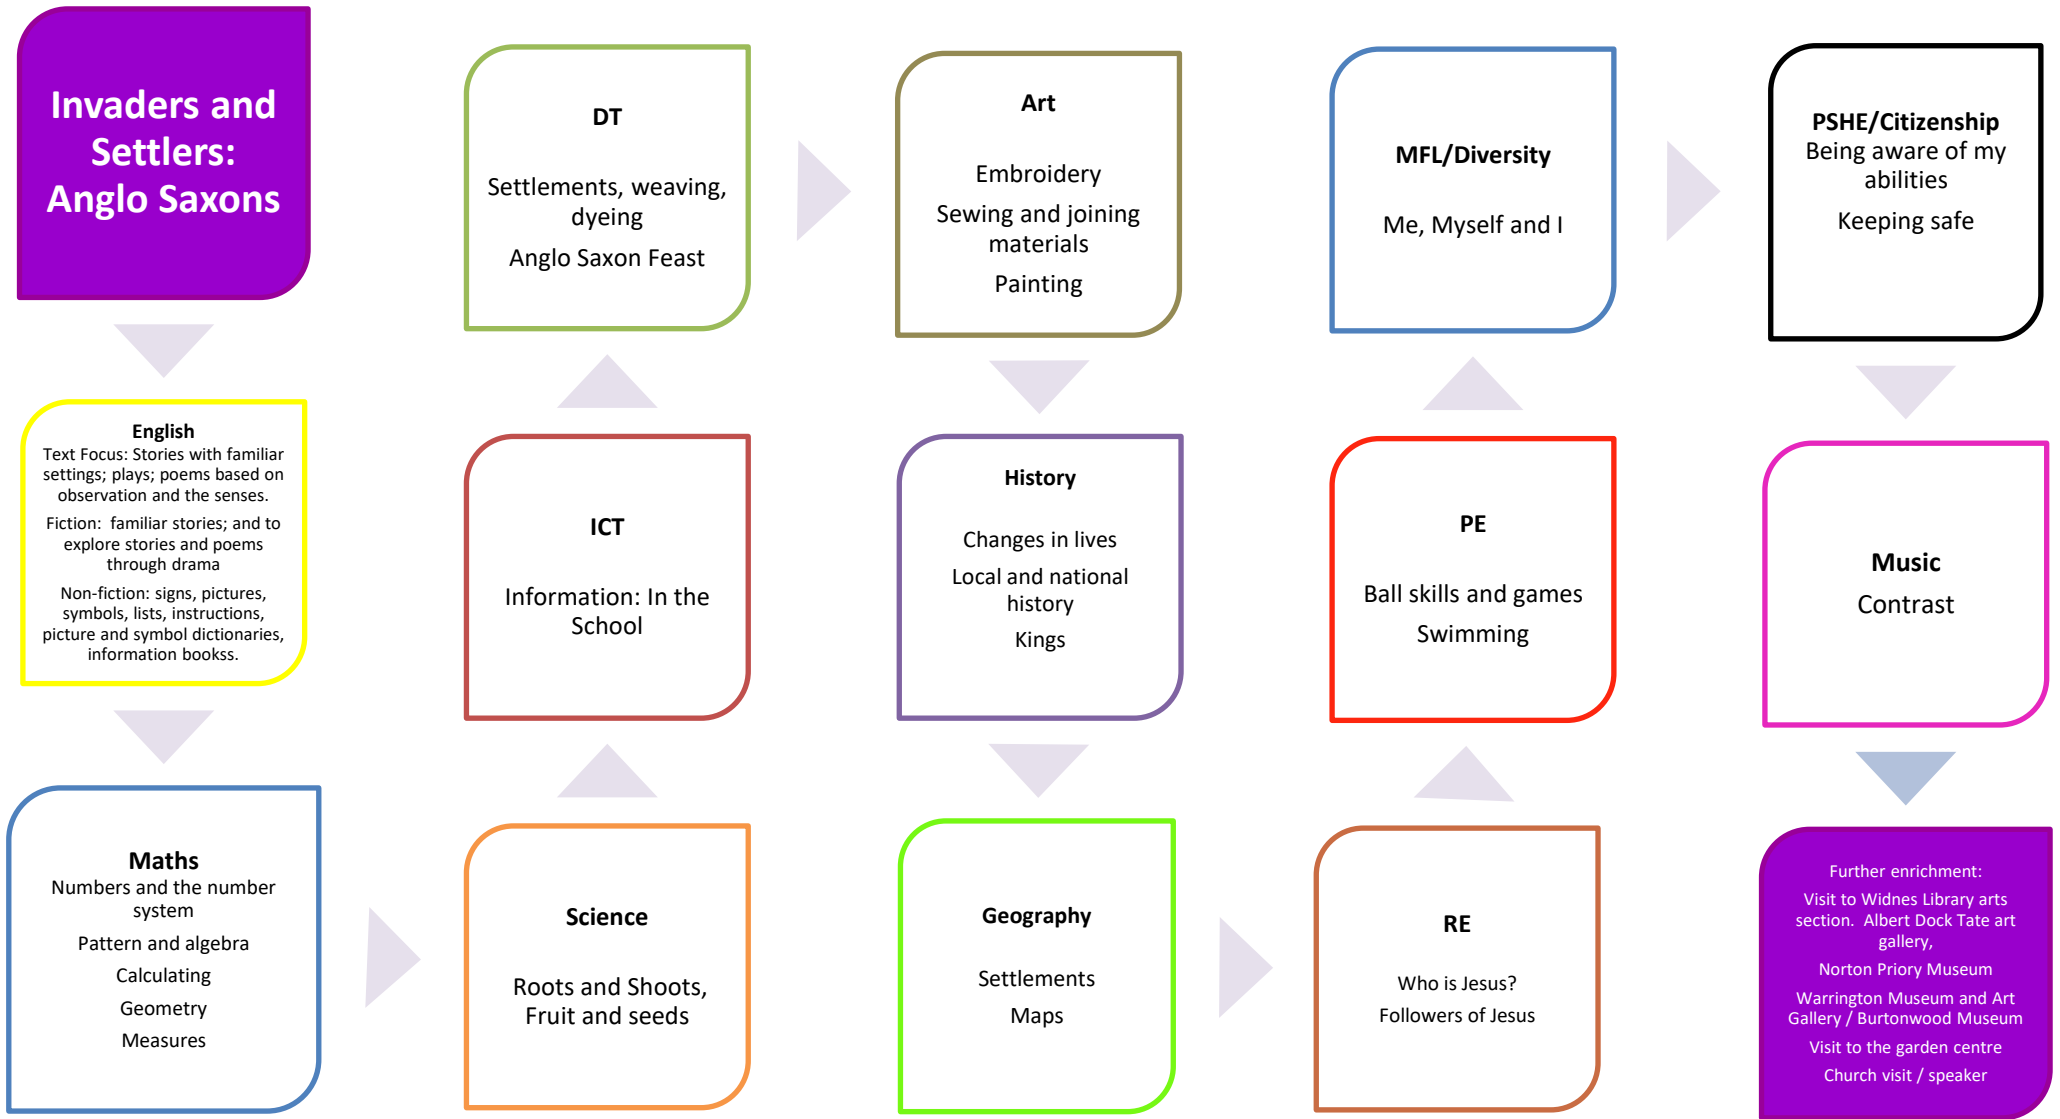 Invaders and
Settlers:
Anglo Saxons
English
Text Focus: Stories with familiar
settings; plays; poems based on
observation and the senses.
Fiction:  familiar stories; and to
explore stories and poems
through drama
Non-fiction: signs, pictures,
symbols, lists, instructions,
picture and symbol dictionaries,
information bookss.
Maths
Numbers and the number
system
Pattern and algebra
Calculating
Geometry
Measures
Science
Roots and Shoots,
Fruit and seeds
ICT
Information: In the
School
DT
Settlements, weaving,
dyeing
Anglo Saxon Feast
Art
Embroidery
Sewing and joining
materials
Painting
History
Changes in lives
Local and national
history
Kings
Geography
Settlements
Maps
RE
Who is Jesus?
Followers of Jesus
PE
Ball skills and games
Swimming
MFL/Diversity
Me, Myself and I
PSHE/Citizenship
Being aware of my
abilities
Keeping safe
Music
Contrast
Further enrichment:
Visit to Widnes Library arts
section.  Albert Dock Tate art
gallery,
Norton Priory Museum
Warrington Museum and Art
Gallery / Burtonwood Museum
Visit to the garden centre
Church visit / speaker